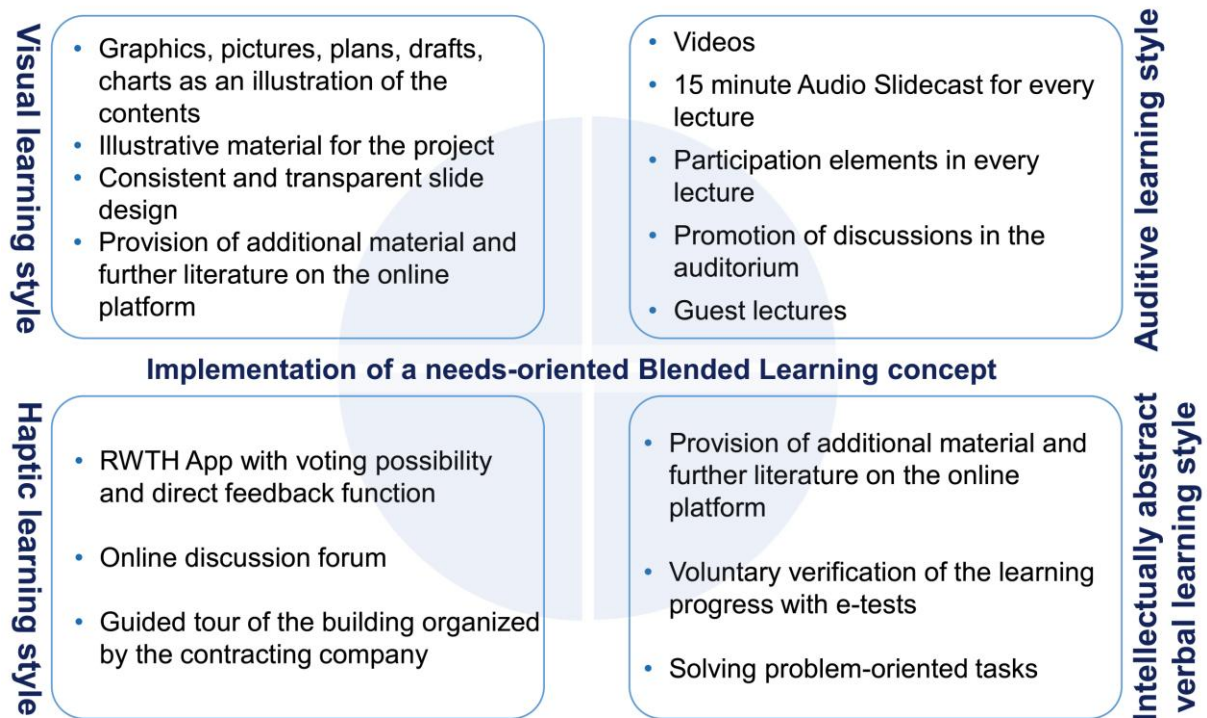 Visual learning style
• Graphics, pictures, plans, drafts,
charts as an illustration of the
contents
• Illustrative material for the project
• Consistent and transparent slide
design
• Provision of additional material and
further literature on the online
platform
• Videos
• 15 minute Audio Slidecast for every
lecture
• Participation elements in every
lecture
• Promotion of discussions in the
auditorium
• Guest lectures
Auditive learning style
Implementation of a needs-oriented Blended Learning concept
Haptic learning style
• RWTH App with voting possibility
and direct feedback function
• Online discussion forum
• Guided tour of the building organized
by the contracting company
• Provision of additional material and
further literature on the online
platform
• Voluntary verification of the learning
progress with e-tests
• Solving problem-oriented tasks
Intellectually abstract
verbal learning style